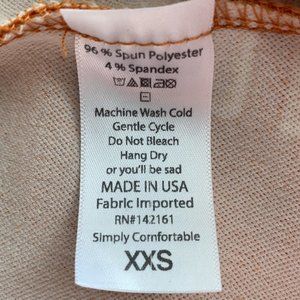 96 % Spun Polyester
4 % Spandex
Machine Wash Cold
Gentle Cycle
Do Not Bleach
Hang Dry
or you'll be sad
MADE IN USA
Fabric Imported
RN#142161
Simply Comfortable
XXS